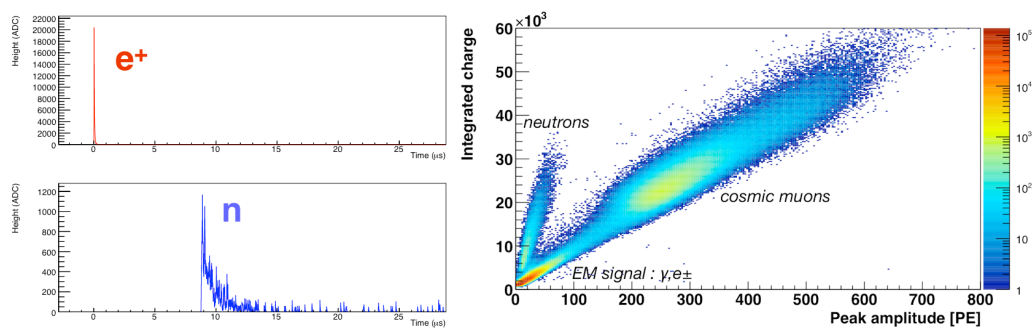 Height (ADC)
22000
20000
18000
16000
14000
12000
10000
8000
6000
4000
2000
0
e+
0 5 10 15 20 25
Time (μs)
Height (ADC)
1200
1000
800
600
400
200
0
n
0 5 10 15 20 25
Time (μs)
×10³
Integrated charge
60
50
40
30
20
10
0
neutrons
cosmic muons
EM signal : γ,e±
0 100 200 300 400 500 600 700 800
Peak amplitude [PE]
10⁵
10⁴
10³
10²
10
1